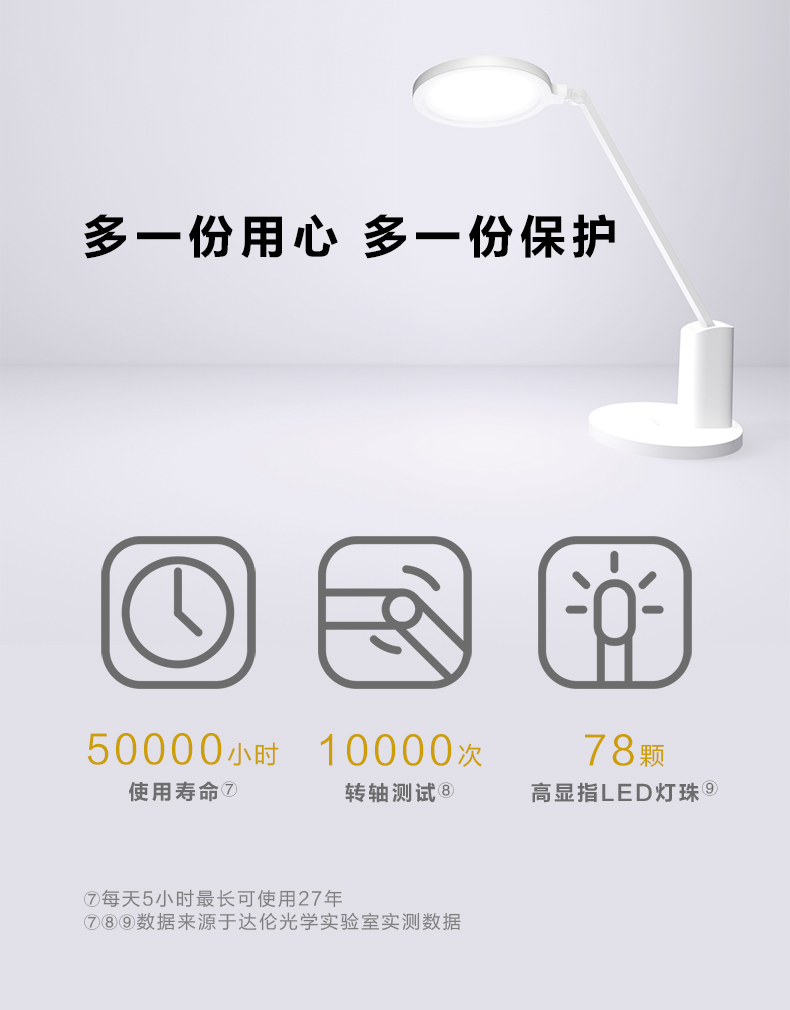 多一份用心 多一份保护
50000小时
使用寿命⑦
10000次
转轴测试⑧
78颗
高显指LED灯珠⑨
⑦每天5小时最长可使用27年
⑦⑧⑨数据来源于达伦光学实验室实测数据